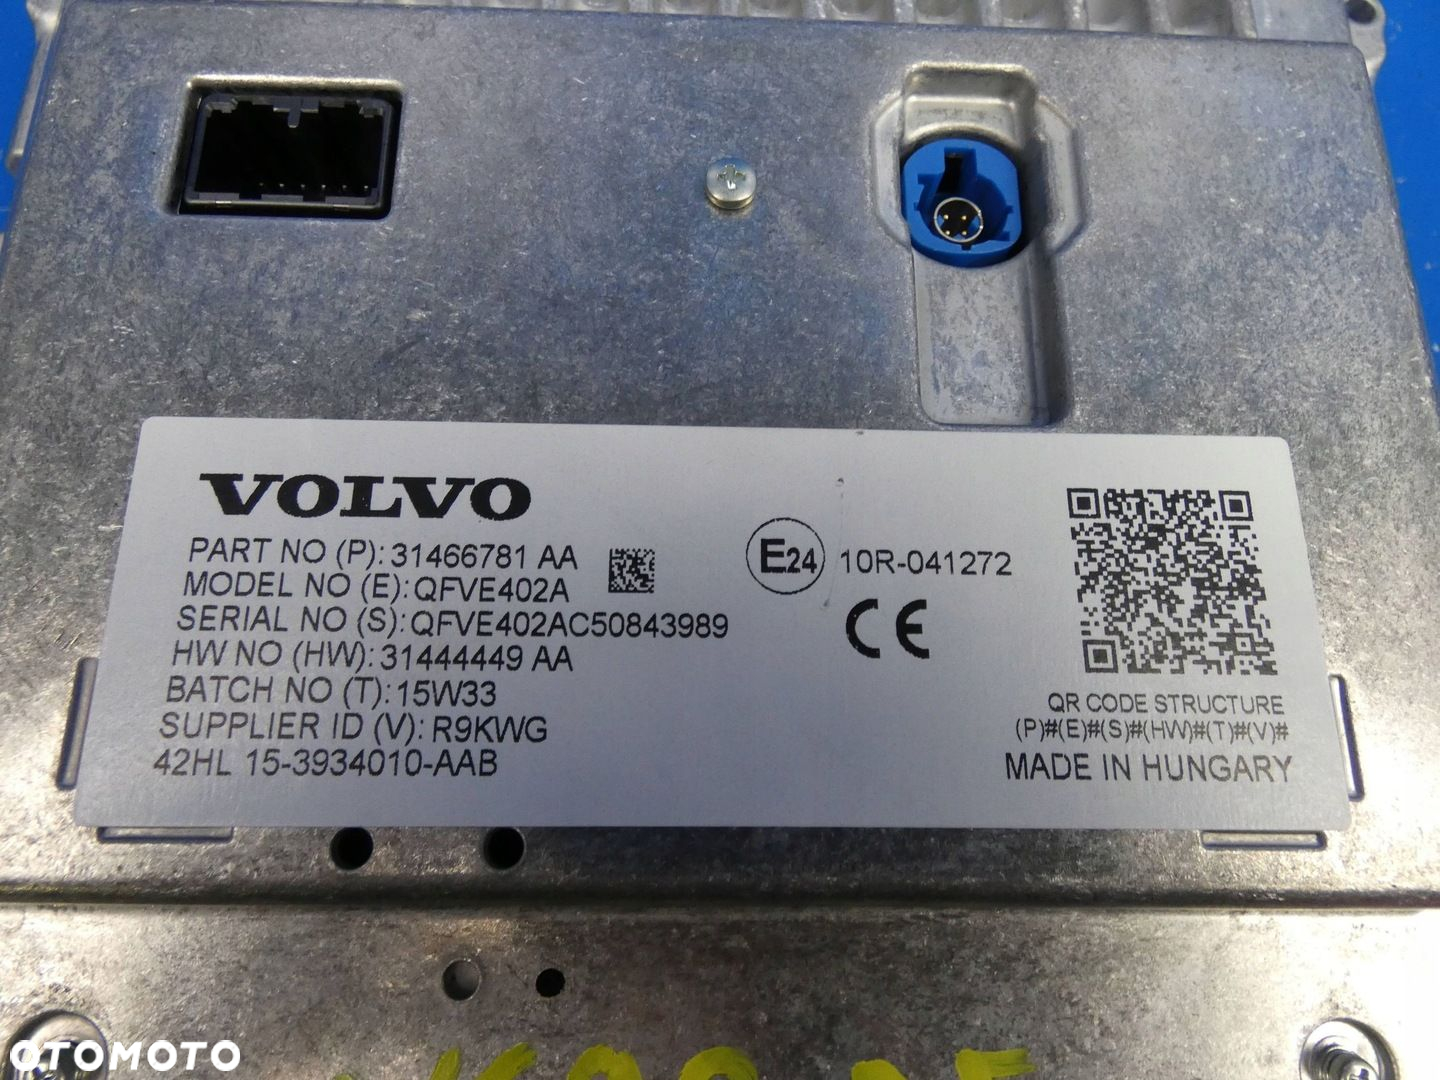 VOLVO
PART NO (P): 31466781 AA
MODEL NO (E): QFVE402A
SERIAL NO (S): QFVE402AC50843989
HW NO (HW): 31444449 AA
BATCH NO (T): 15W33
SUPPLIER ID (V): R9KWG
42HL 15-3934010-AAB
E24 10R-041272
CE
QR CODE STRUCTURE
(P)#(E)#(S)#(HW)#(T)#(V)#
MADE IN HUNGARY
OTOMOTO